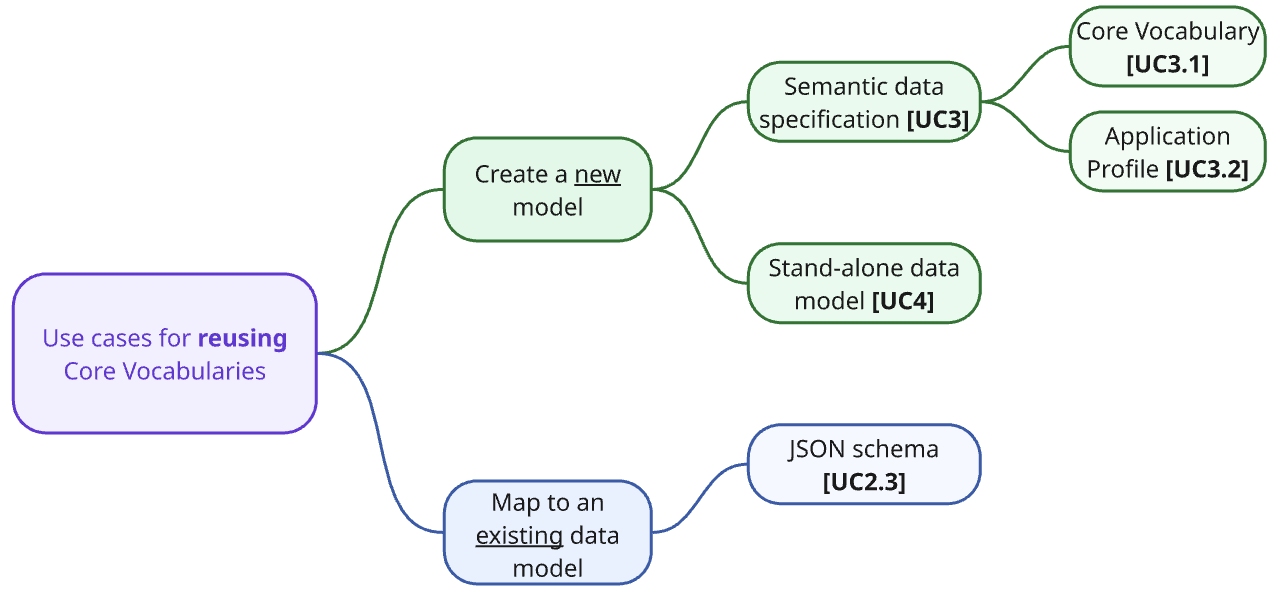 Core Vocabulary
[UC3.1]
Semantic data
specification [UC3]
Application
Profile [UC3.2]
Create a new
model
Stand-alone data
model [UC4]
Use cases for reusing
Core Vocabularies
JSON schema
[UC2.3]
Map to an
existing data
model